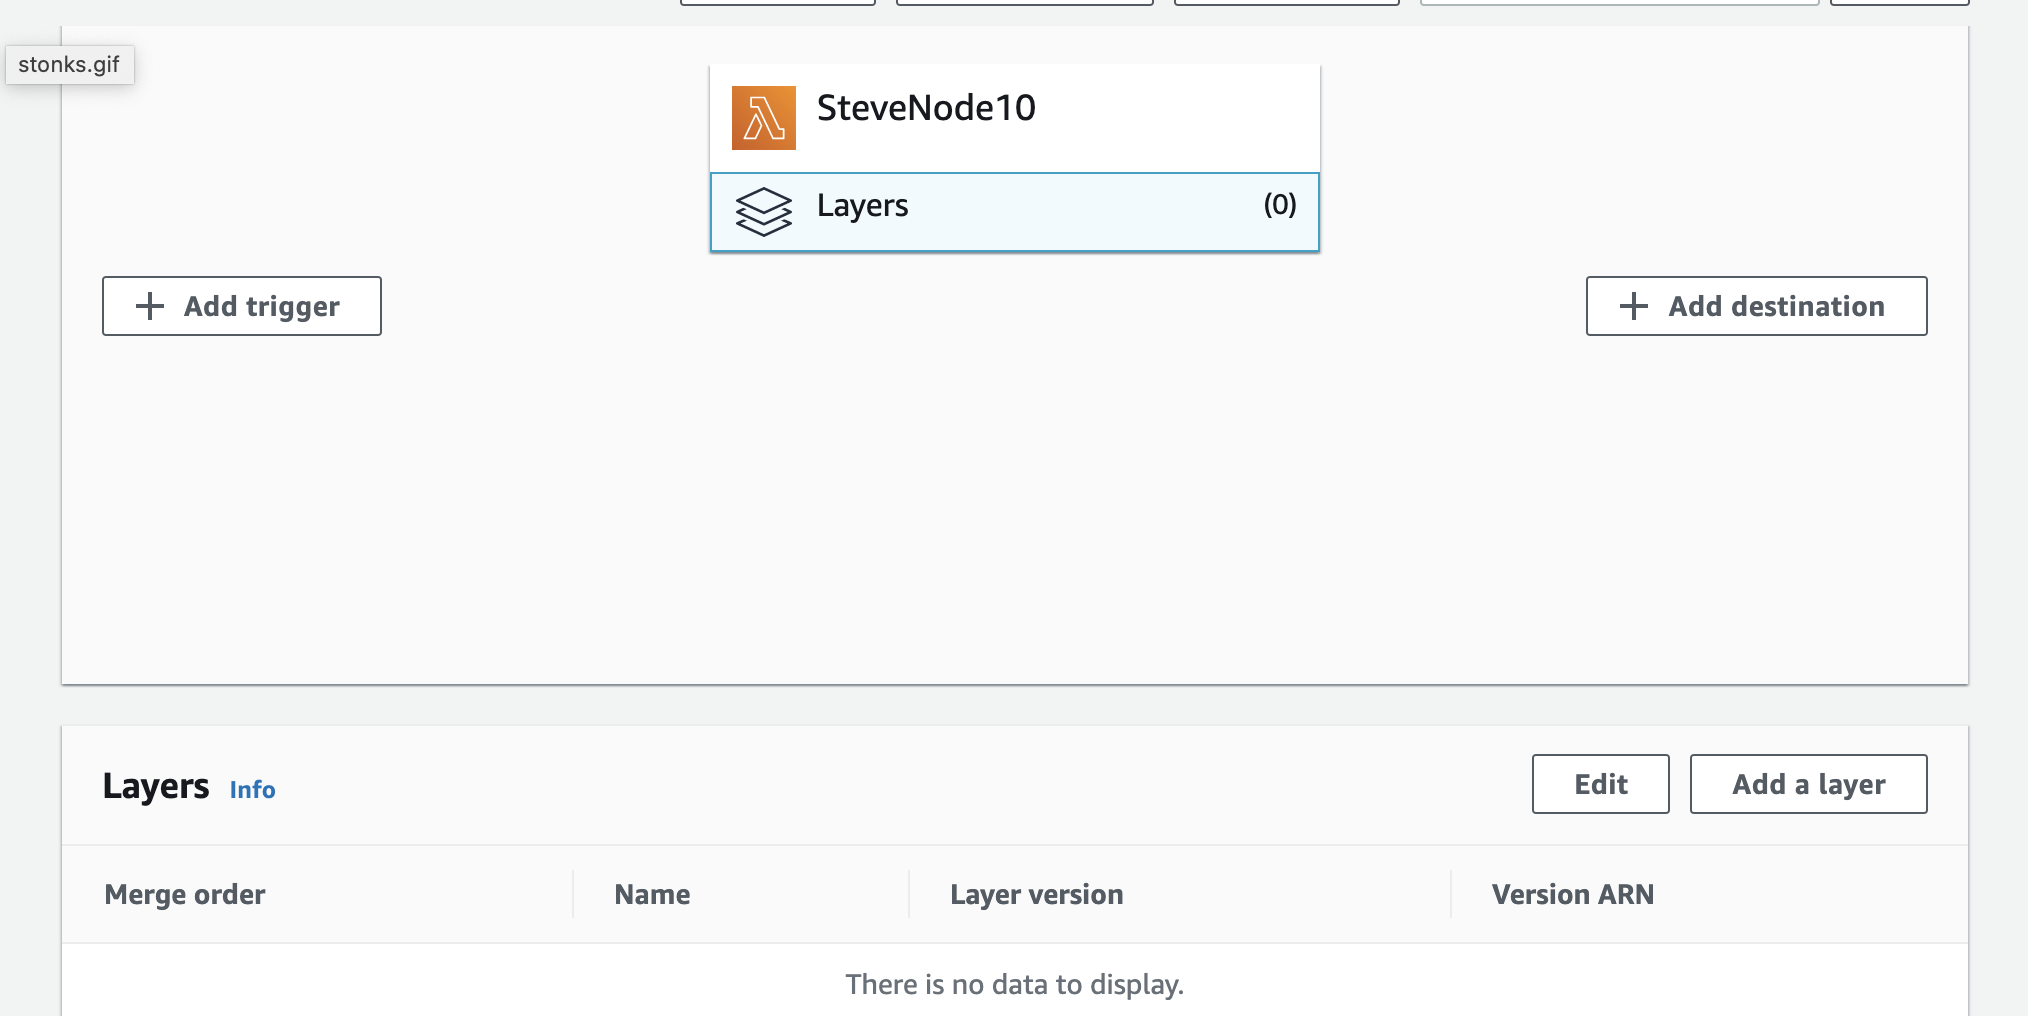 stonks.gif
SteveNode10
Layers (0)
Add trigger
Add destination
Layers Info
Edit
Add a layer
Merge order Name Layer version Version ARN
There is no data to display.